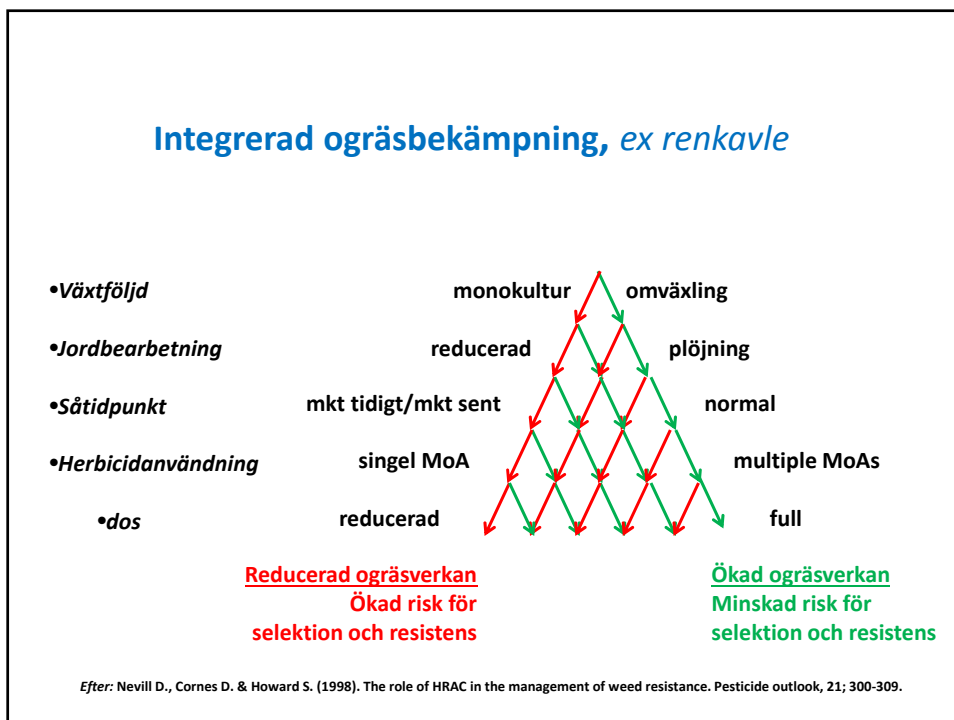 Integrerad ogräsbekämpning, ex renkavle
•Växtföljd monokultur omväxling
•Jordbearbetning reducerad plöjning
•Såtidpunkt mkt tidigt/mkt sent normal
•Herbicidanvändning singel MoA multiple MoAs
•dos reducerad full
Reducerad ogräsverkan
Ökad risk för
selektion och resistens
Ökad ogräsverkan
Minskad risk för
selektion och resistens
Efter: Nevill D., Cornes D. & Howard S. (1998). The role of HRAC in the management of weed resistance. Pesticide outlook, 21; 300-309.